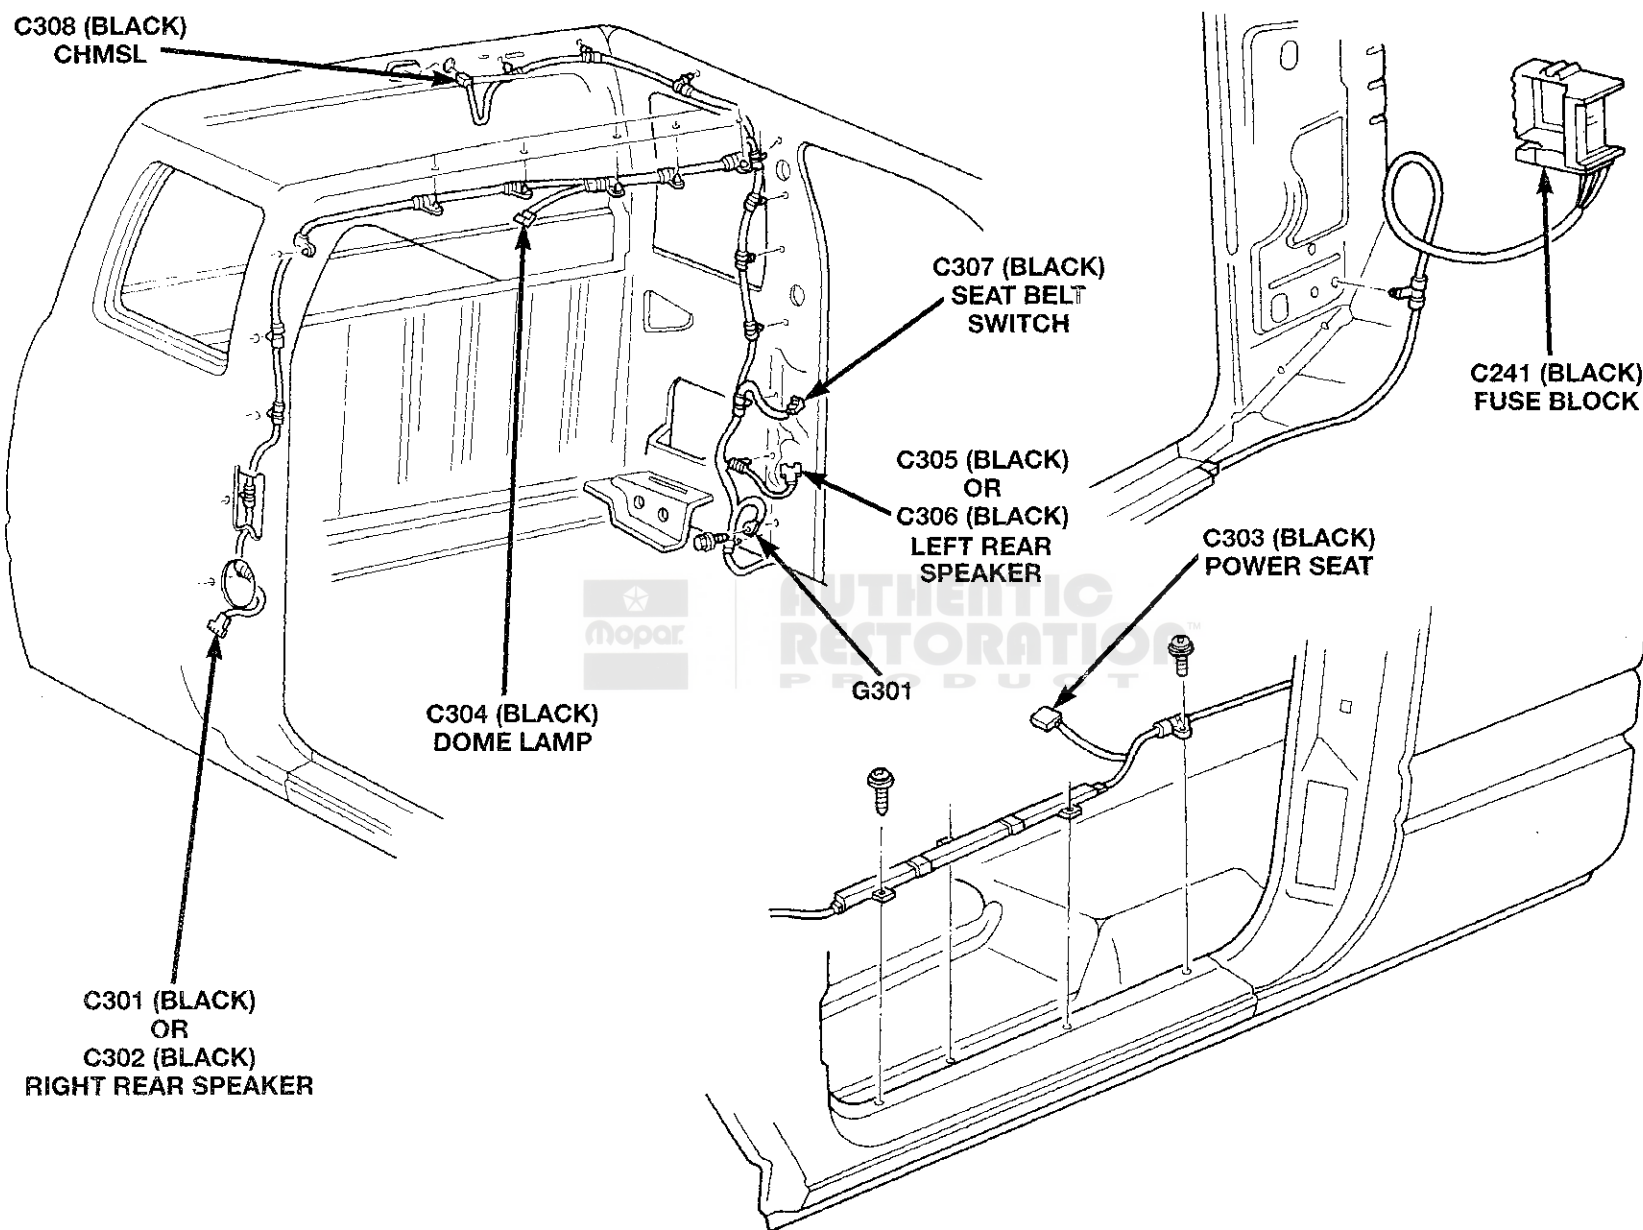 C308 (BLACK)
CHMSL
C307 (BLACK)
SEAT BELT
SWITCH
C241 (BLACK)
FUSE BLOCK
C305 (BLACK)
OR
C306 (BLACK)
LEFT REAR
SPEAKER
C303 (BLACK)
POWER SEAT
Mopar
AUTHENTIC
RESTORATION™
PRODUCT
G301
C304 (BLACK)
DOME LAMP
C301 (BLACK)
OR
C302 (BLACK)
RIGHT REAR SPEAKER